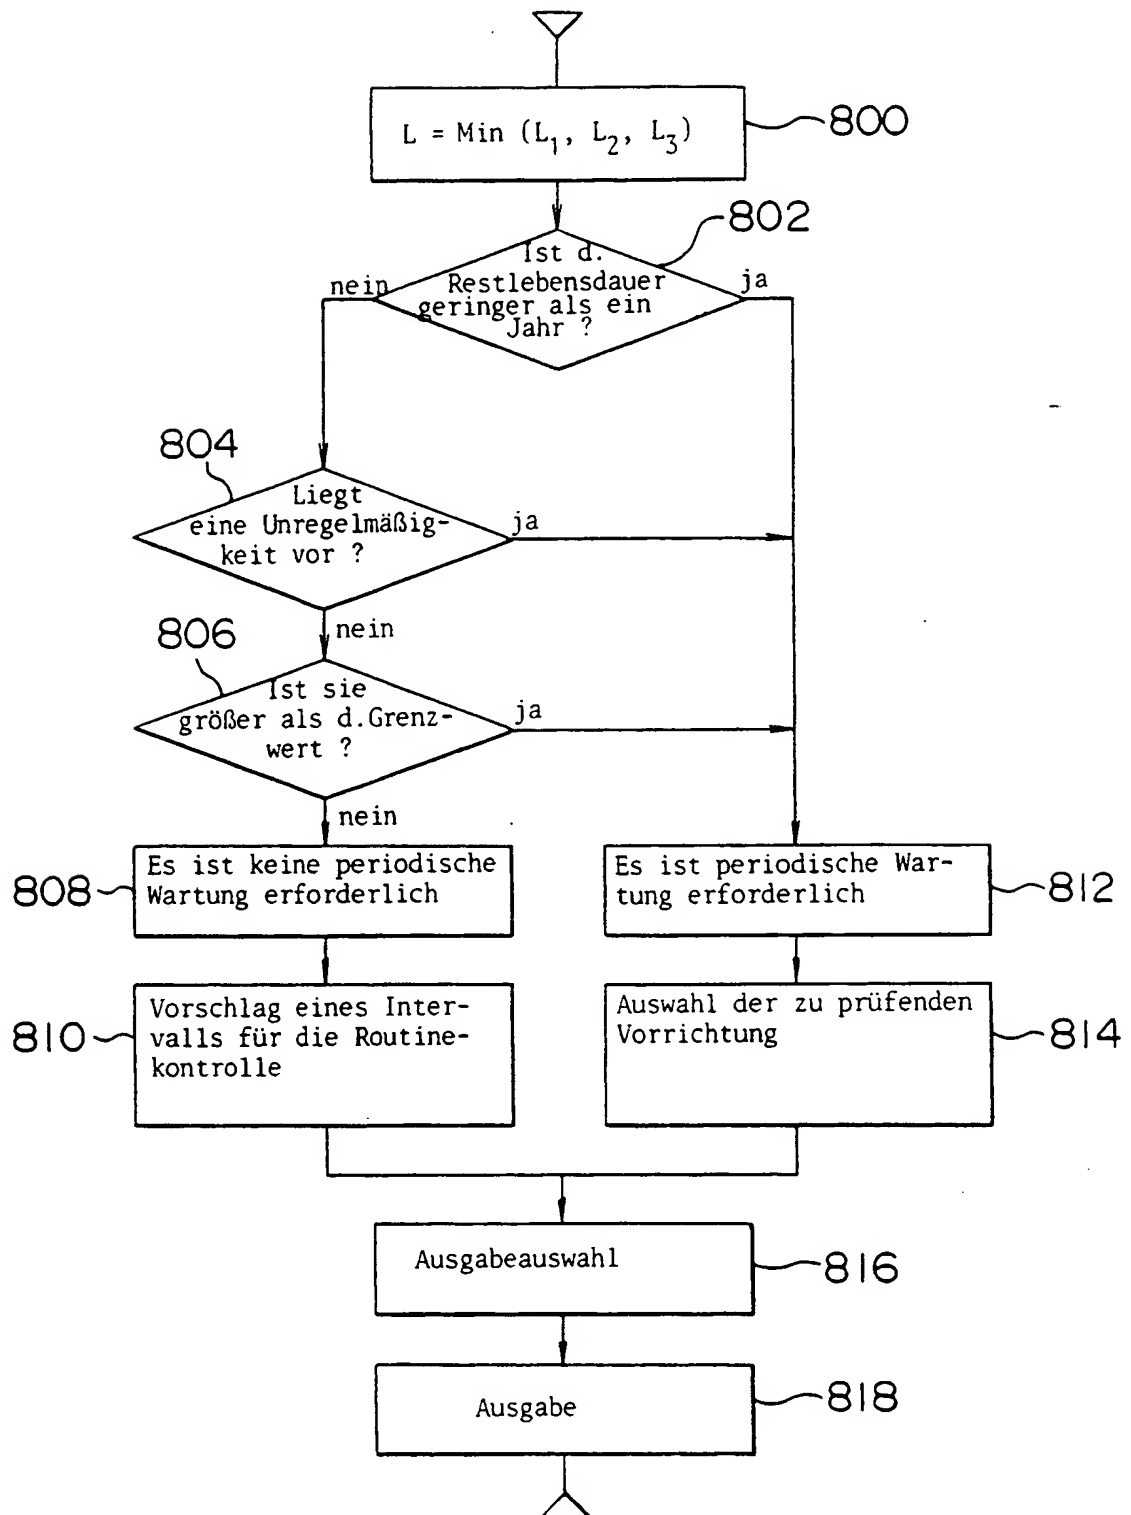 L = Min (L₁, L₂, L₃)
800
802
Ist d.
Restlebensdauer
geringer als ein
Jahr ?
nein
ja
804
Liegt
eine Unregelmäßig-
keit vor ?
ja
nein
806
Ist sie
größer als d.Grenz-
wert ?
ja
nein
808
Es ist keine periodische
Wartung erforderlich
Es ist periodische War-
tung erforderlich
812
810
Vorschlag eines Inter-
valls für die Routine-
kontrolle
Auswahl der zu prüfenden
Vorrichtung
814
Ausgabeauswahl
816
Ausgabe
818